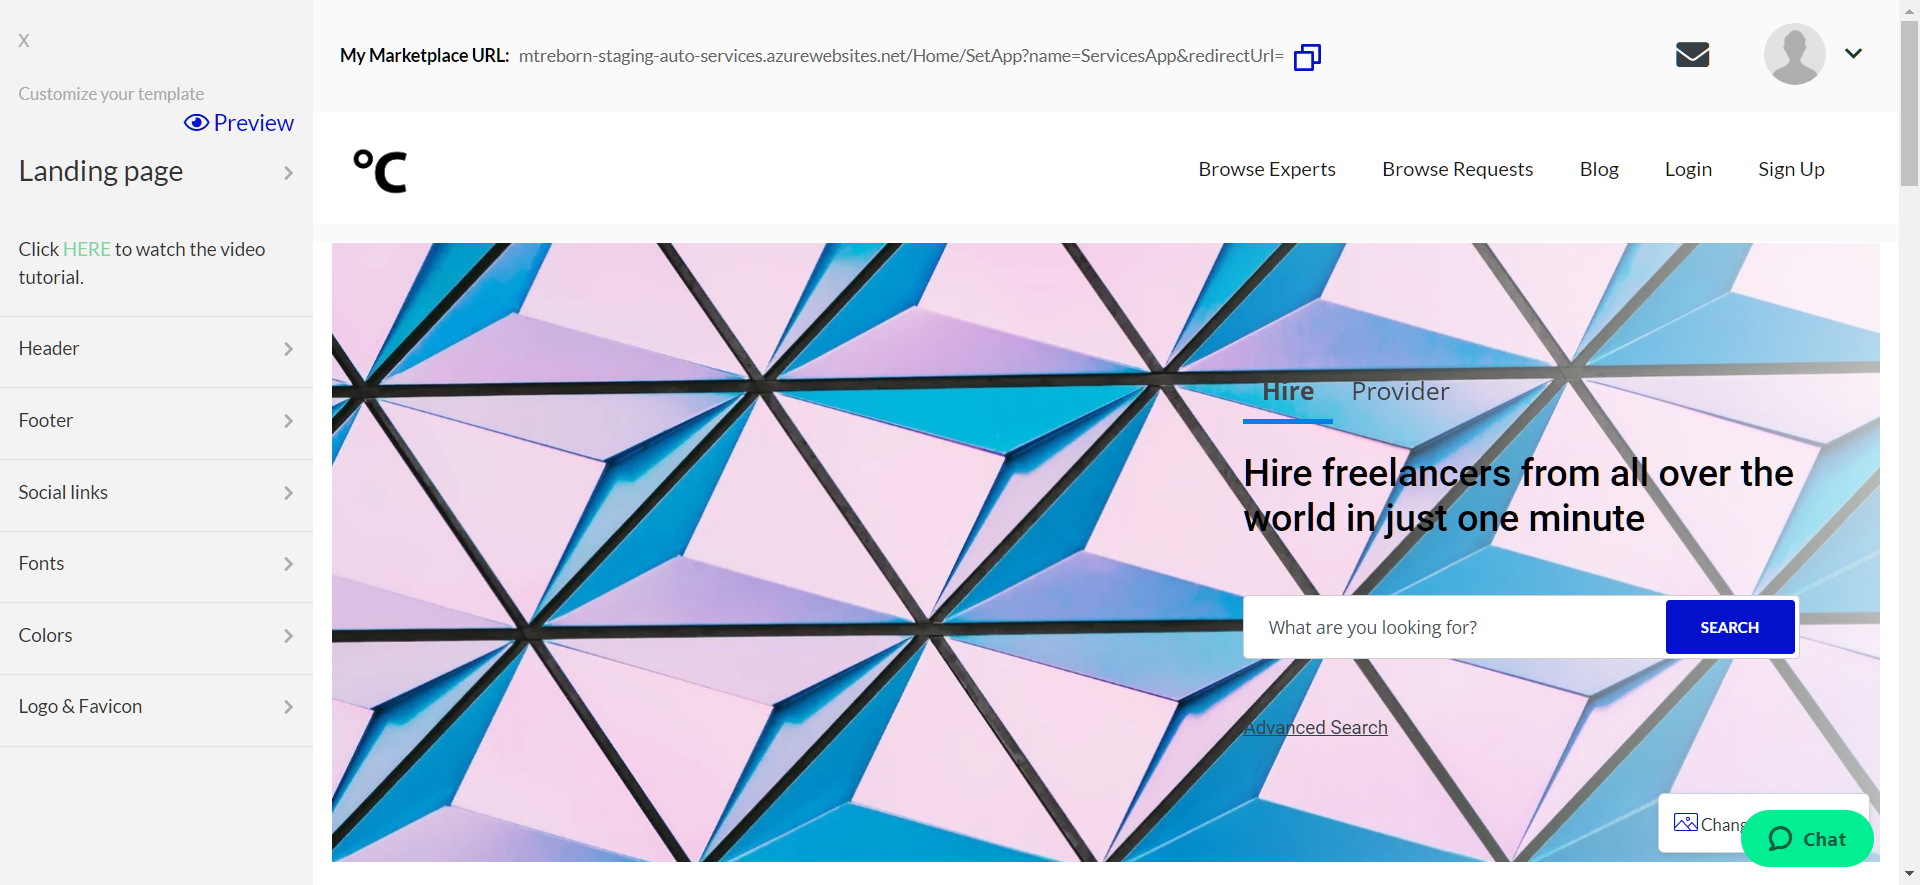 X
Customize your template
Preview
Landing page
Click HERE to watch the video
tutorial.
Header
Footer
Social links
Fonts
Colors
Logo & Favicon
My Marketplace URL: mtreborn-staging-auto-services.azurewebsites.net/Home/SetApp?name=ServicesApp&redirectUrl=
°C
Browse Experts
Browse Requests
Blog
Login
Sign Up
Hire
Provider
Hire freelancers from all over the
world in just one minute
What are you looking for?
SEARCH
Advanced Search
Chat